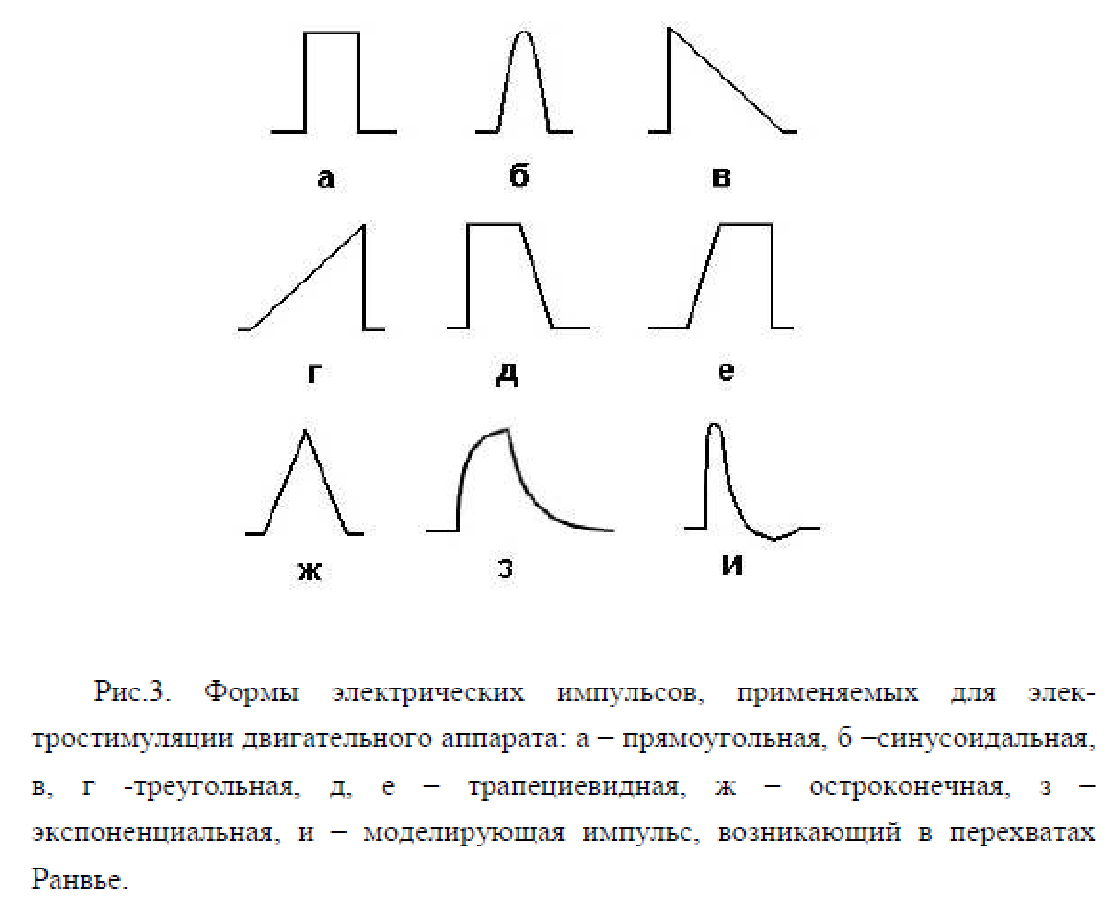 а б в
г д е
ж з и
Рис.3. Формы электрических импульсов, применяемых для элек-
тростимуляции двигательного аппарата: а – прямоугольная, б –синусоидальная,
в, г -треугольная, д, е – трапециевидная, ж – остроконечная, з –
экспоненциальная, и – моделирующая импульс, возникающий в перехватах
Ранвье.